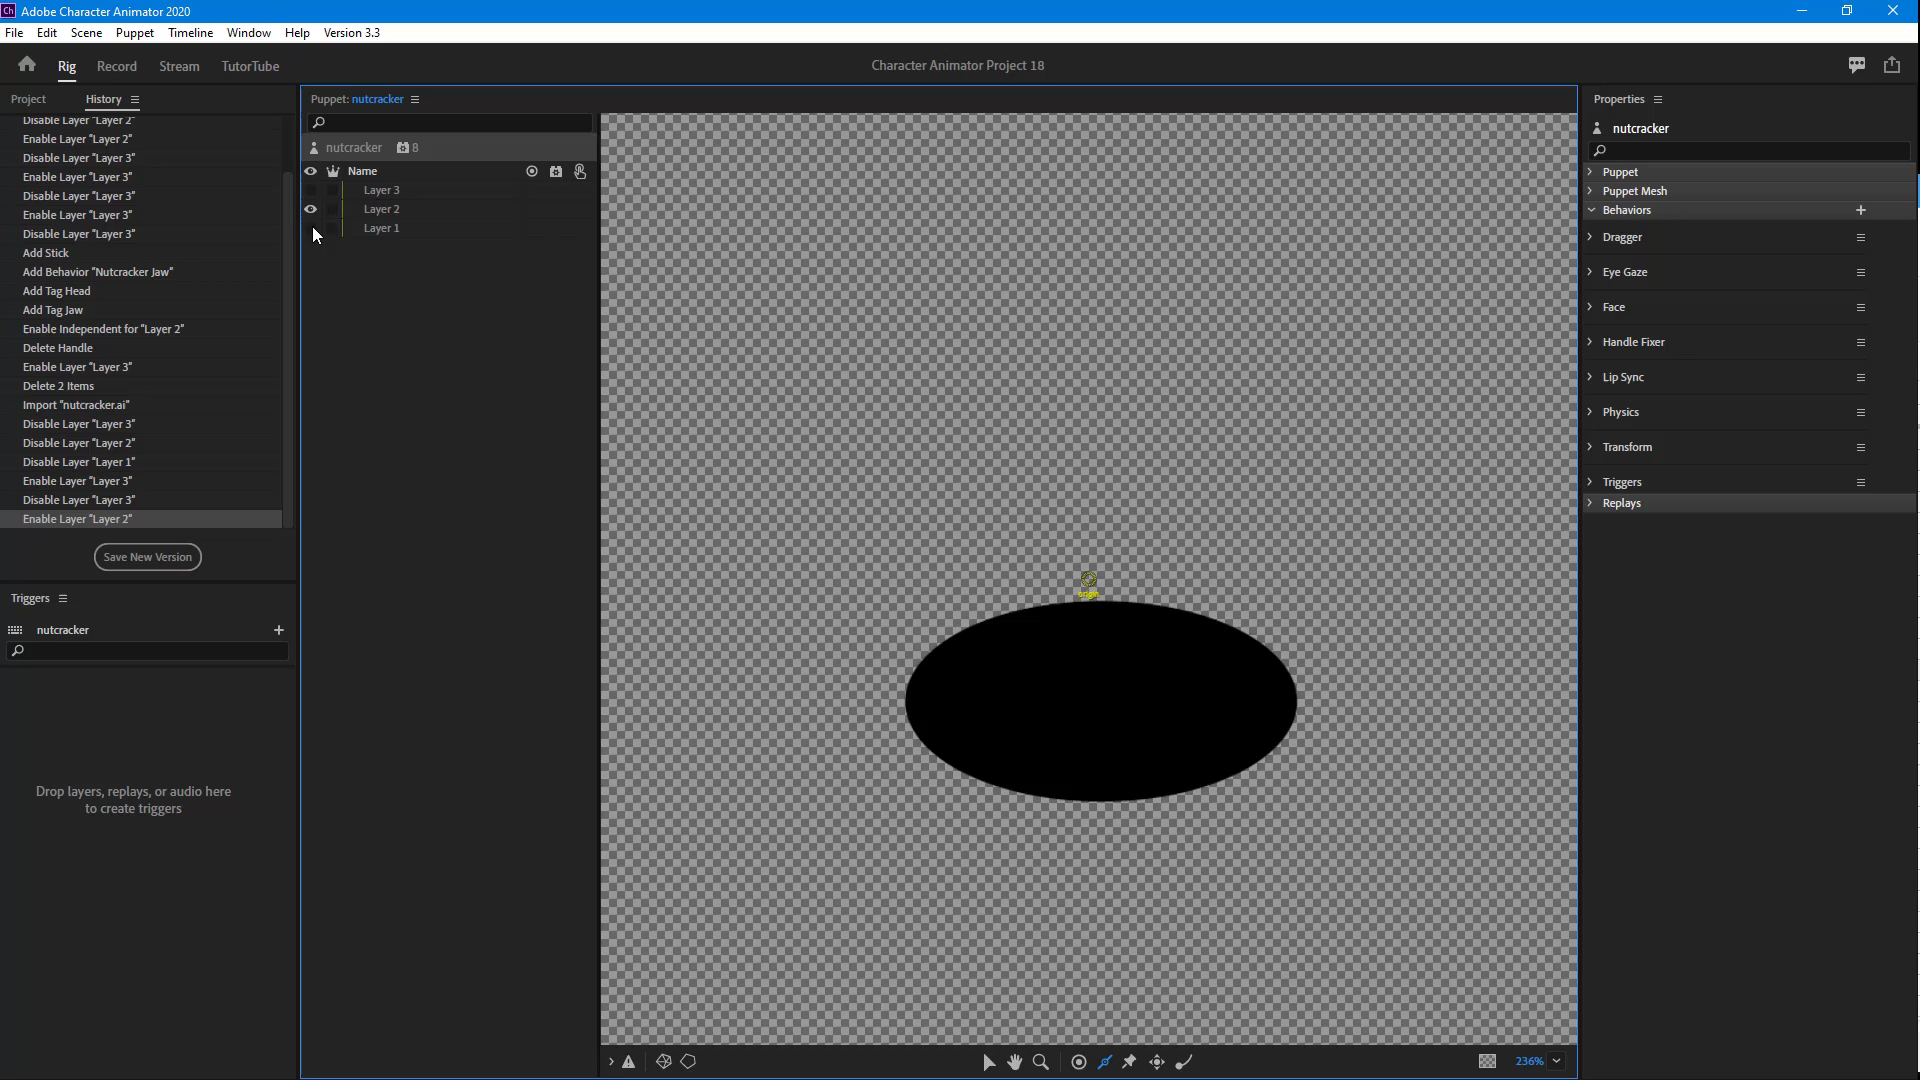 Ch Adobe Character Animator 2020
File Edit Scene Puppet Timeline Window Help Version 3.3
Rig Record Stream TutorTube
Character Animator Project 18
Project History
Disable Layer "Layer 2"
Enable Layer "Layer 2"
Disable Layer "Layer 3"
Enable Layer "Layer 3"
Disable Layer "Layer 3"
Enable Layer "Layer 3"
Disable Layer "Layer 3"
Add Stick
Add Behavior "Nutcracker Jaw"
Add Tag Head
Add Tag Jaw
Enable Independent for "Layer 2"
Delete Handle
Enable Layer "Layer 3"
Delete 2 Items
Import "nutcracker.ai"
Disable Layer "Layer 3"
Disable Layer "Layer 2"
Disable Layer "Layer 1"
Enable Layer "Layer 3"
Disable Layer "Layer 3"
Enable Layer "Layer 2"
Save New Version
Triggers
nutcracker +
Drop layers, replays, or audio here
to create triggers
Puppet: nutcracker
nutcracker 8
Name
Layer 3
Layer 2
Layer 1
origin
236%
Properties
nutcracker
Puppet
Puppet Mesh
Behaviors +
Dragger
Eye Gaze
Face
Handle Fixer
Lip Sync
Physics
Transform
Triggers
Replays